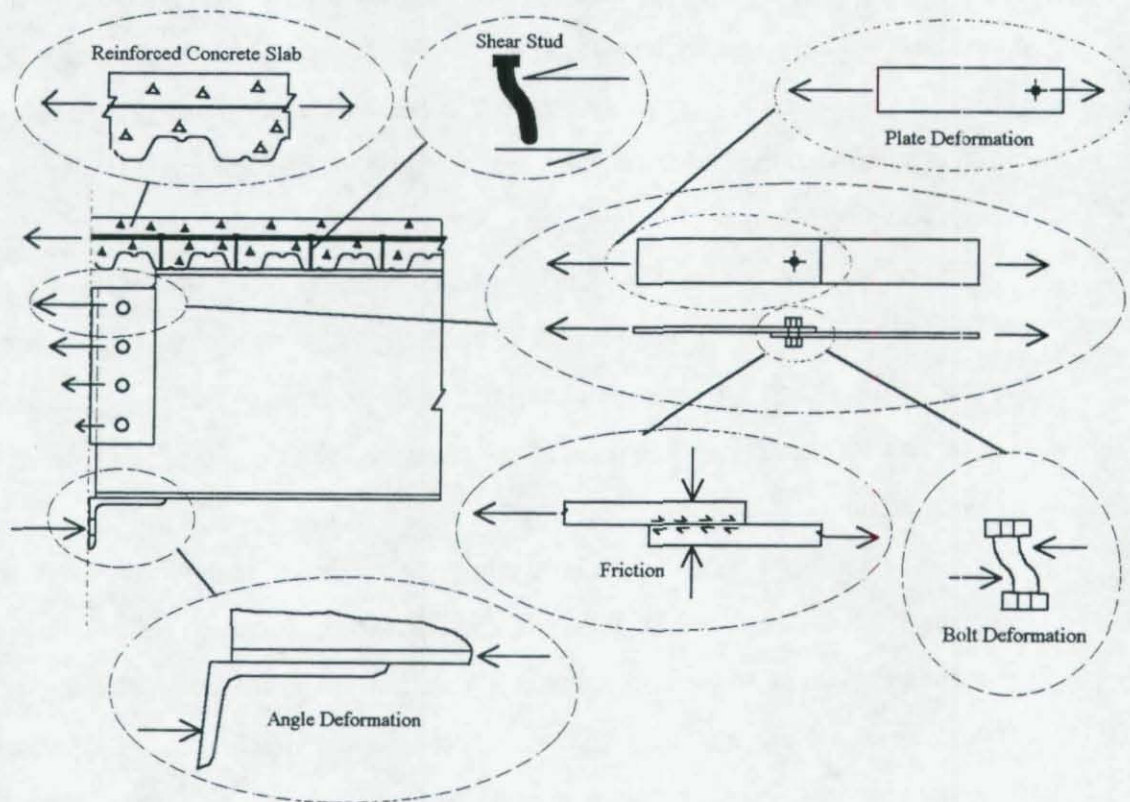 Reinforced Concrete Slab
Shear Stud
Plate Deformation
Friction
Bolt Deformation
Angle Deformation